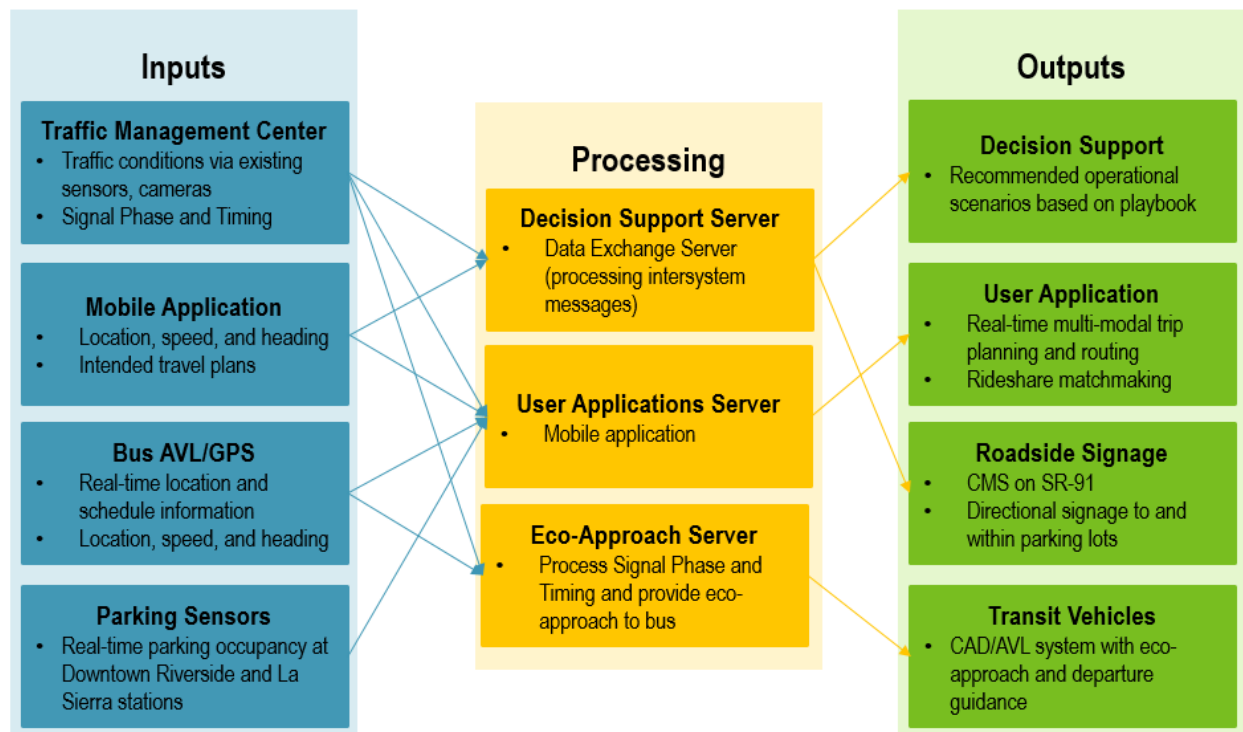 Inputs
Traffic Management Center
• Traffic conditions via existing
sensors, cameras
• Signal Phase and Timing
Mobile Application
• Location, speed, and heading
• Intended travel plans
Bus AVL/GPS
• Real-time location and
schedule information
• Location, speed, and heading
Parking Sensors
• Real-time parking occupancy at
Downtown Riverside and La
Sierra stations
Processing
Decision Support Server
• Data Exchange Server
(processing intersystem
messages)
User Applications Server
• Mobile application
Eco-Approach Server
• Process Signal Phase and
Timing and provide eco-
approach to bus
Outputs
Decision Support
• Recommended operational
scenarios based on playbook
User Application
• Real-time multi-modal trip
planning and routing
• Rideshare matchmaking
Roadside Signage
• CMS on SR-91
• Directional signage to and
within parking lots
Transit Vehicles
• CAD/AVL system with eco-
approach and departure
guidance